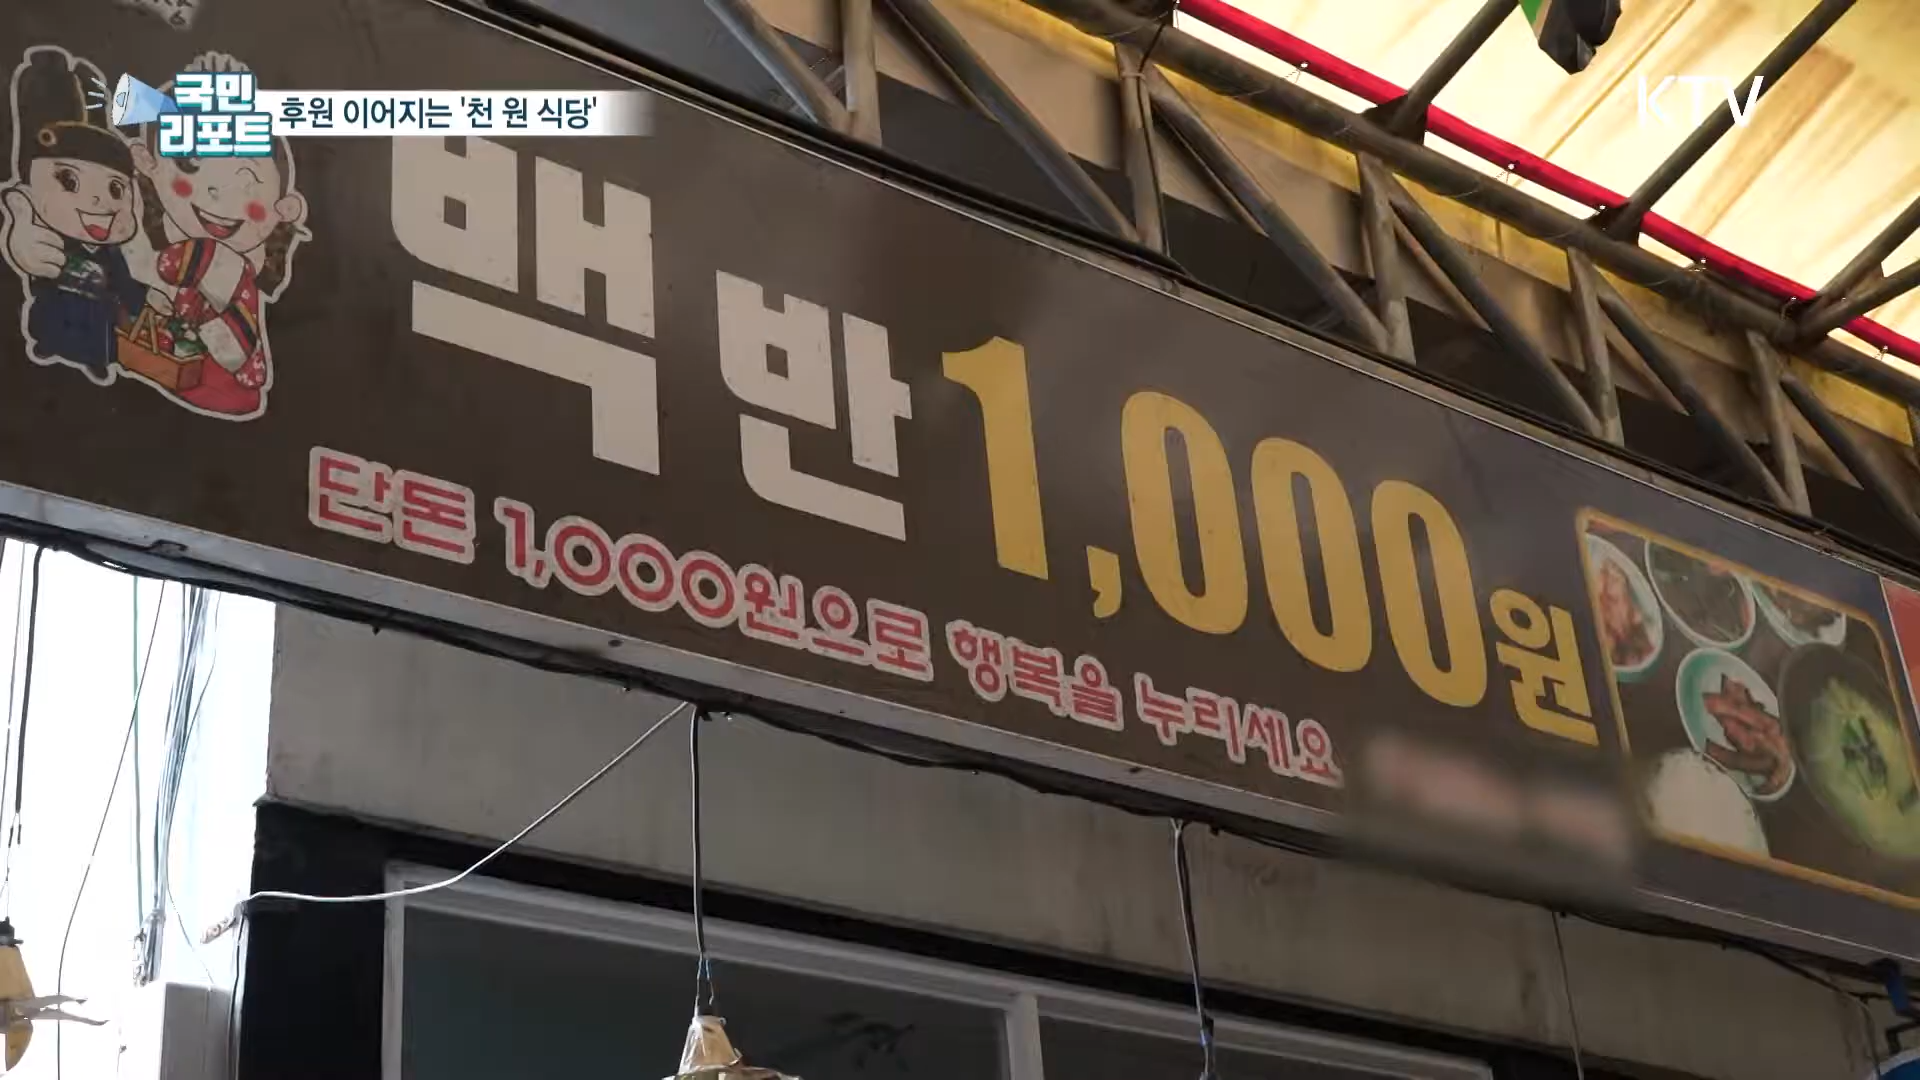 국민
리포트
후원 이어지는 '천 원 식당'
KTV
백반 1,000원
단돈 1,000원으로 행복을 누리세요